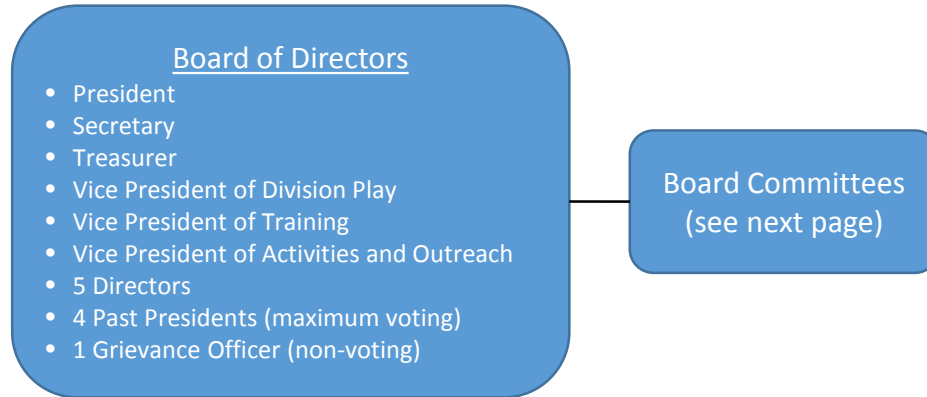 Board of Directors
• President
• Secretary
• Treasurer
• Vice President of Division Play
• Vice President of Training
• Vice President of Activities and Outreach
• 5 Directors
• 4 Past Presidents (maximum voting)
• 1 Grievance Officer (non-voting)
Board Committees
(see next page)